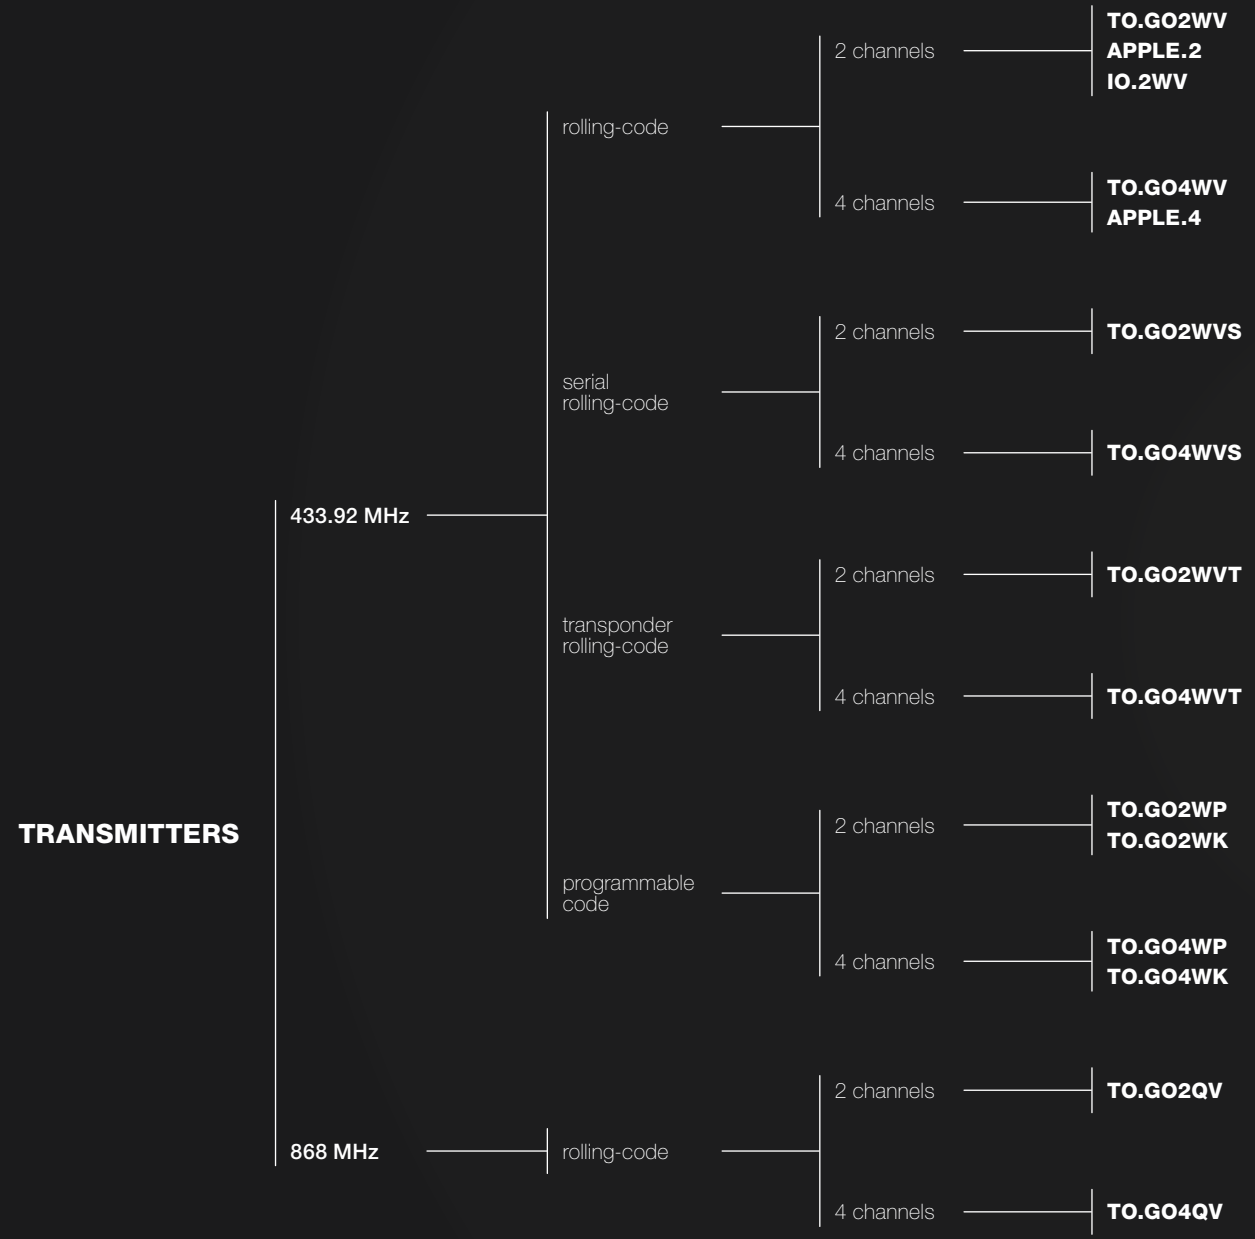 TRANSMITTERS
433.92 MHz
rolling-code
2 channels
TO.GO2WV
APPLE.2
IO.2WV
4 channels
TO.GO4WV
APPLE.4
serial
rolling-code
2 channels
TO.GO2WVS
4 channels
TO.GO4WVS
transponder
rolling-code
2 channels
TO.GO2WVT
4 channels
TO.GO4WVT
programmable
code
2 channels
TO.GO2WP
TO.GO2WK
4 channels
TO.GO4WP
TO.GO4WK
868 MHz
rolling-code
2 channels
TO.GO2QV
4 channels
TO.GO4QV